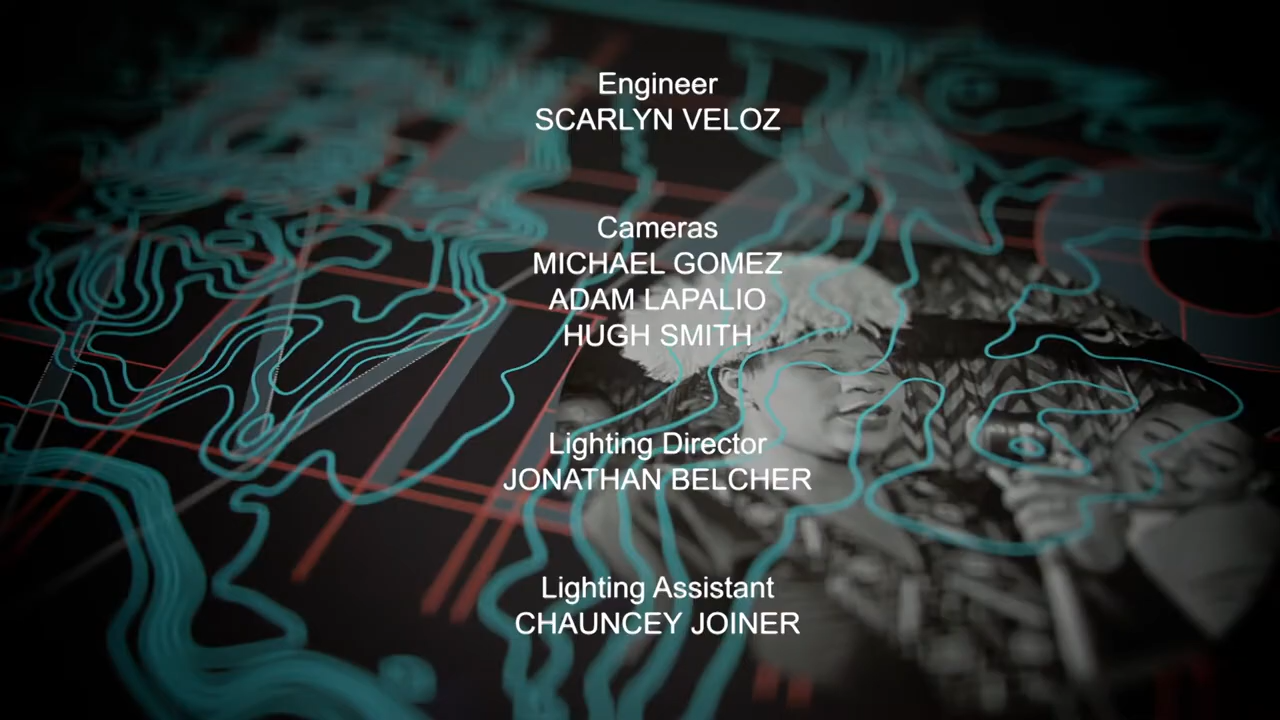 Engineer
SCARLYN VELOZ
Cameras
MICHAEL GOMEZ
ADAM LAPALIO
HUGH SMITH
Lighting Director
JONATHAN BELCHER
Lighting Assistant
CHAUNCEY JOINER